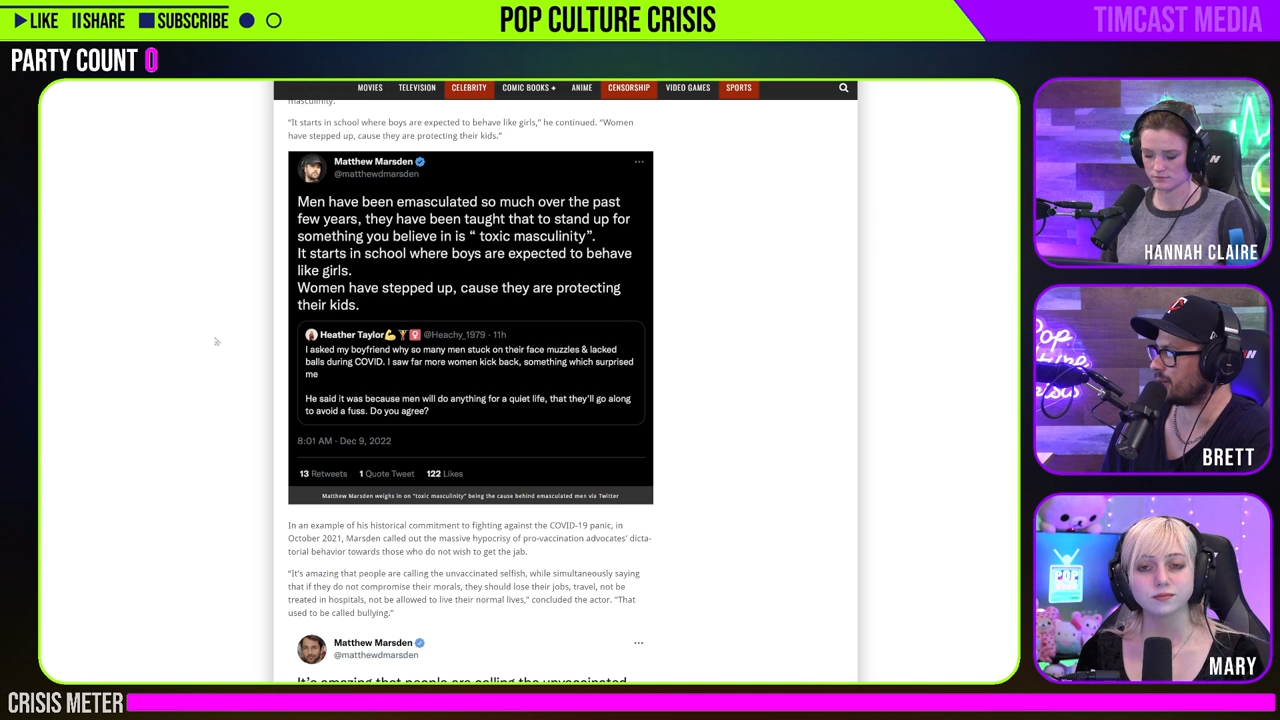 LIKE SHARE SUBSCRIBE
POP CULTURE CRISIS
TIMCAST MEDIA
PARTY COUNT 0
MOVIES TELEVISION CELEBRITY COMIC BOOKS + ANIME CENSORSHIP VIDEO GAMES SPORTS
masculinity.
“It starts in school where boys are expected to behave like girls,” he continued. “Women
have stepped up, cause they are protecting their kids.”
Matthew Marsden
@matthewdmarsden
Men have been emasculated so much over the past
few years, they have been taught that to stand up for
something you believe in is “ toxic masculinity”.
It starts in school where boys are expected to behave
like girls.
Women have stepped up, cause they are protecting
their kids.
Heather Taylor💪🏋️♀️ @Heachy_1979 · 11h
I asked my boyfriend why so many men stuck on their face muzzles & lacked
balls during COVID. I saw far more women kick back, something which surprised
me
He said it was because men will do anything for a quiet life, that they'll go along
to avoid a fuss. Do you agree?
8:01 AM · Dec 9, 2022
13 Retweets 1 Quote Tweet 122 Likes
Matthew Marsden weighs in on “toxic masculinity” being the cause behind emasculated men via Twitter
In an example of his historical commitment to fighting against the COVID-19 panic, in
October 2021, Marsden called out the massive hypocrisy of pro-vaccination advocates’ dicta-
torial behavior towards those who do not wish to get the jab.
“It’s amazing that people are calling the unvaccinated selfish, while simultaneously saying
that if they do not compromise their morals, they should lose their jobs, travel, not be
treated in hospitals, not be allowed to live their normal lives,” concluded the actor. “That
used to be called bullying.”
Matthew Marsden
@matthewdmarsden
It's amazing that people are calling the unvaccinated
HANNAH CLAIRE
Pop
Culture
Crisis
BRETT
POP
MARY
CRISIS METER